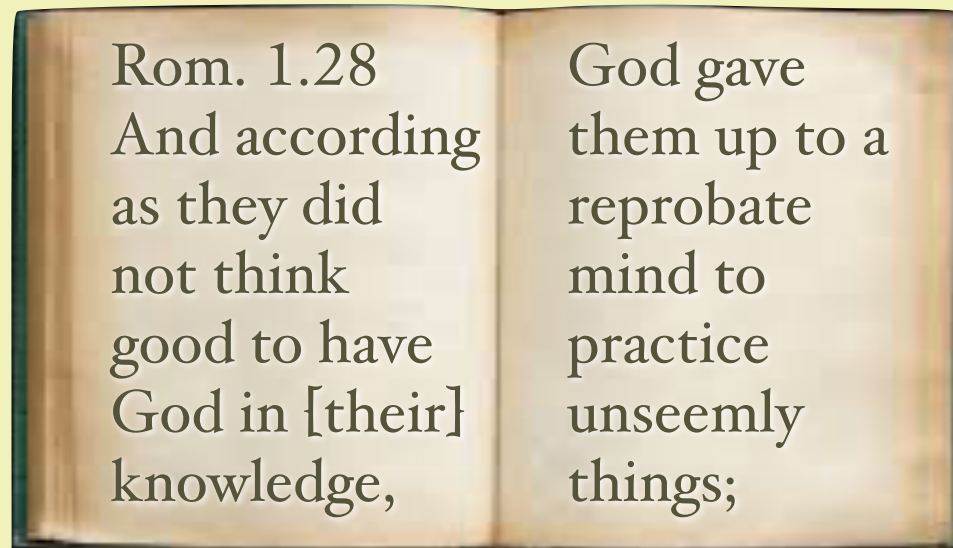 Rom. 1.28
And according
as they did
not think
good to have
God in [their]
knowledge,
God gave
them up to a
reprobate
mind to
practice
unseemly
things;